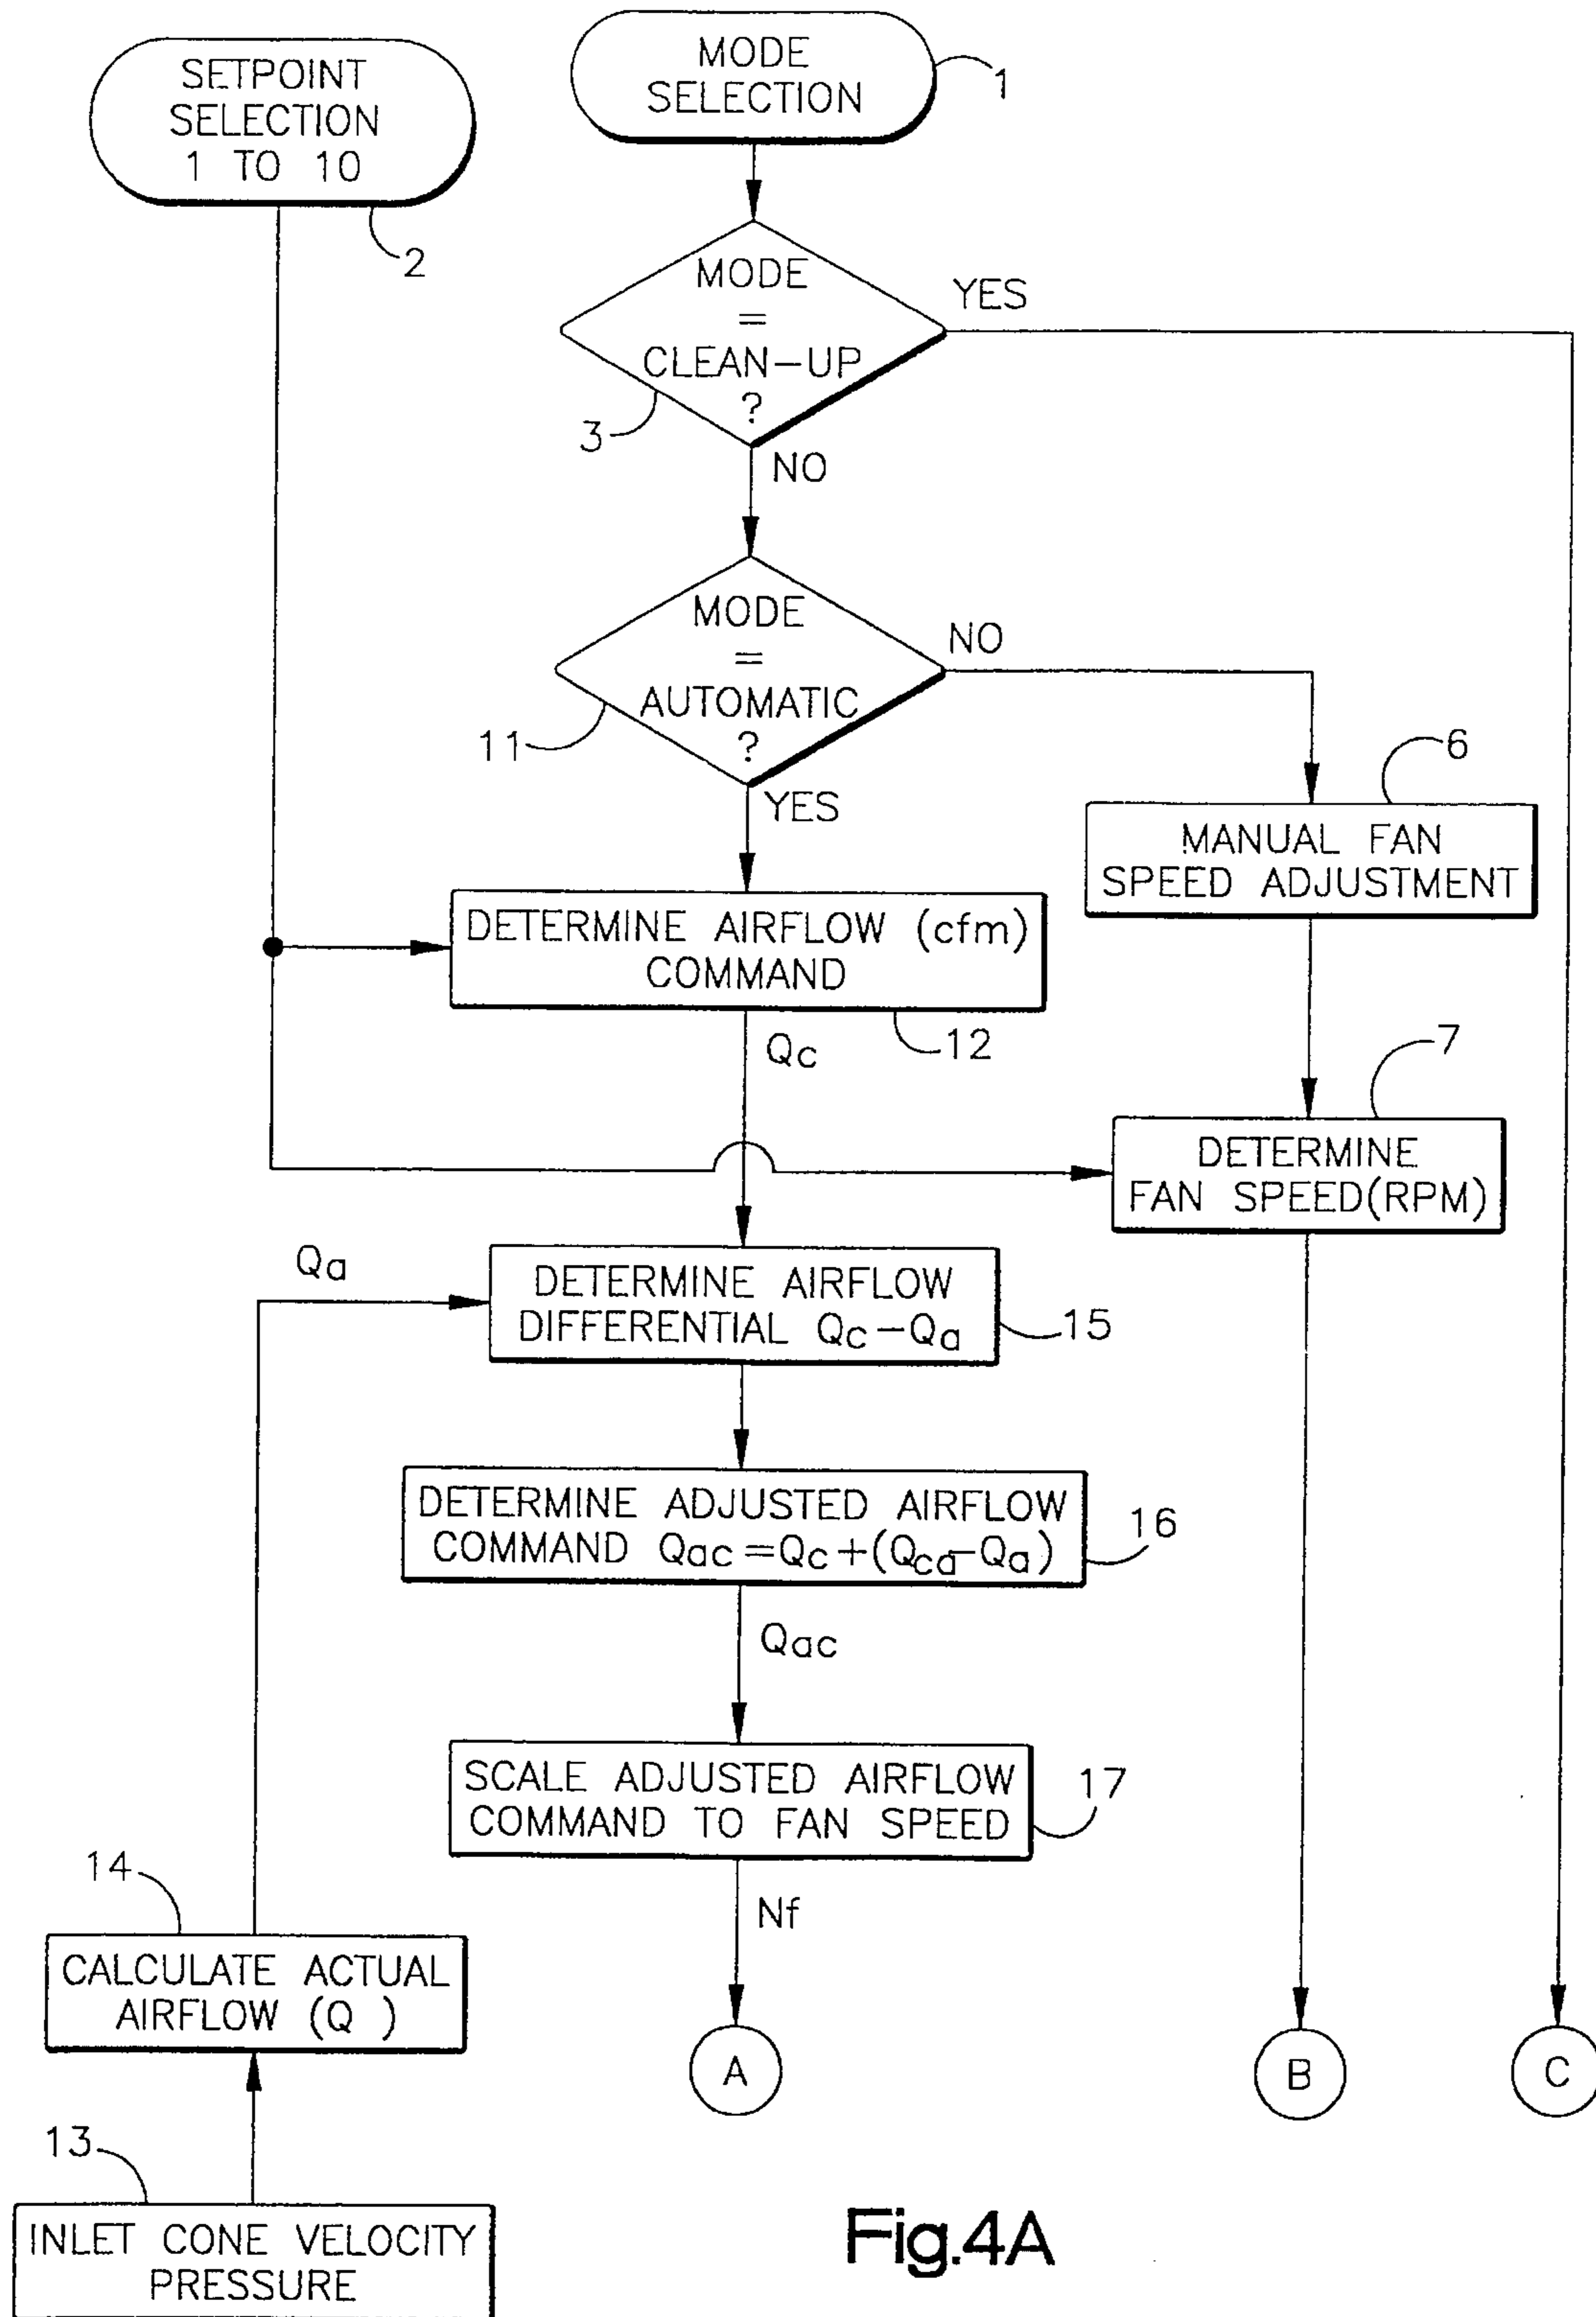 SETPOINT
SELECTION
1 TO 10
2
MODE
SELECTION
1
MODE
=
CLEAN-UP
?
3
YES
NO
MODE
=
AUTOMATIC
?
11
NO
YES
6
MANUAL FAN
SPEED ADJUSTMENT
DETERMINE AIRFLOW (cfm)
COMMAND
12
Qc
7
DETERMINE
FAN SPEED(RPM)
Qa
DETERMINE AIRFLOW
DIFFERENTIAL Qc-Qa
15
DETERMINE ADJUSTED AIRFLOW
COMMAND Qac=Qc+(Qca-Qa)
16
Qac
SCALE ADJUSTED AIRFLOW
COMMAND TO FAN SPEED
17
Nf
14
CALCULATE ACTUAL
AIRFLOW (Q )
A
B
C
13
INLET CONE VELOCITY
PRESSURE
Fig.4A